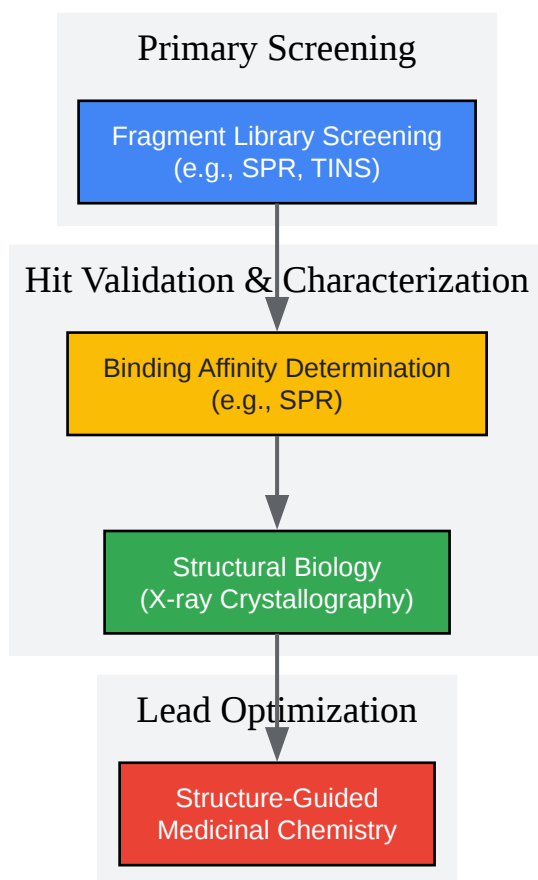 Primary Screening
Fragment Library Screening
(e.g., SPR, TINS)
Hit Validation & Characterization
Binding Affinity Determination
(e.g., SPR)
Structural Biology
(X-ray Crystallography)
Lead Optimization
Structure-Guided
Medicinal Chemistry